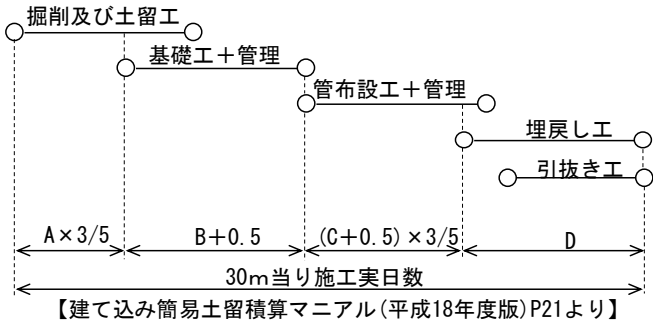 掘削及び土留工
基礎工＋管理
管布設工＋管理
埋戻し工
引抜き工
A×3/5
B＋0.5
(C＋0.5)×3/5
D
30ｍ当り施工実日数
【建て込み簡易土留積算マニアル(平成18年度版)P21より】